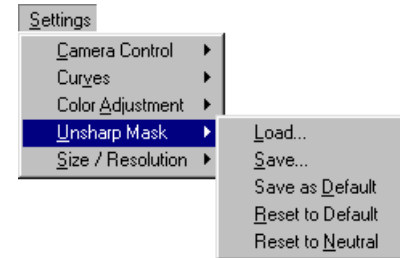 Settings
Camera Control
Curves
Color Adjustment
Unsharp Mask
Size / Resolution
Load...
Save...
Save as Default
Reset to Default
Reset to Neutral